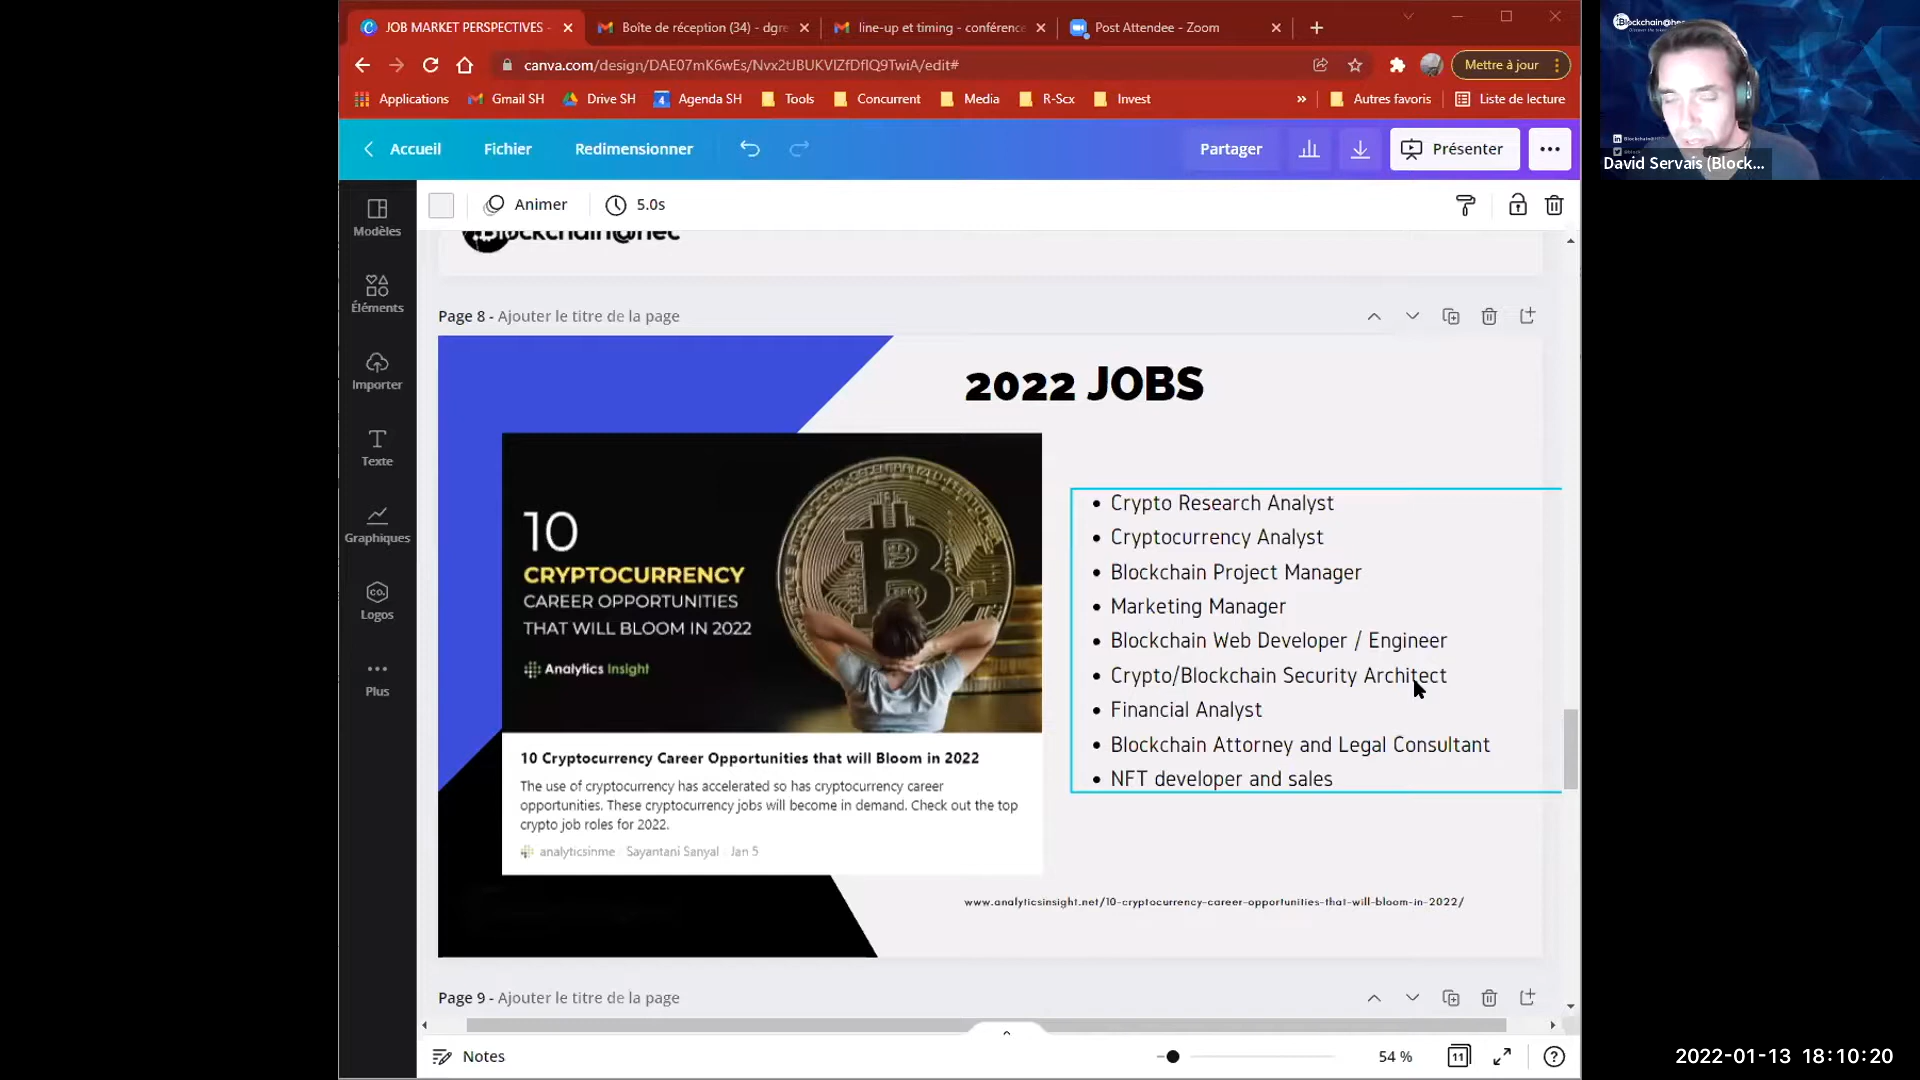 JOB MARKET PERSPECTIVES -
Boîte de réception (34) - dgre
line-up et timing - conférence
Post Attendee - Zoom
canva.com/design/DAE07mK6wEs/Nvx2tJBUKVlZfDflQ9TwiA/edit#
Mettre à jour
Applications
Gmail SH
Drive SH
Agenda SH
Tools
Concurrent
Media
R-Scx
Invest
»
Autres favoris
Liste de lecture
Accueil
Fichier
Redimensionner
Partager
Présenter
Animer
5.0s
Modèles
Éléments
Importer
Texte
Graphiques
CO.
Logos
Plus
Blockchain@hec
Page 8 - Ajouter le titre de la page
2022 JOBS
10
CRYPTOCURRENCY
CAREER OPPORTUNITIES
THAT WILL BLOOM IN 2022
Analytics Insight
10 Cryptocurrency Career Opportunities that will Bloom in 2022
The use of cryptocurrency has accelerated so has cryptocurrency career
opportunities. These cryptocurrency jobs will become in demand. Check out the top
crypto job roles for 2022.
analyticsinme Sayantani Sanyal Jan 5
• Crypto Research Analyst
• Cryptocurrency Analyst
• Blockchain Project Manager
• Marketing Manager
• Blockchain Web Developer / Engineer
• Crypto/Blockchain Security Architect
• Financial Analyst
• Blockchain Attorney and Legal Consultant
• NFT developer and sales
www.analyticsinsight.net/10-cryptocurrency-career-opportunities-that-will-bloom-in-2022/
Page 9 - Ajouter le titre de la page
Notes
54 %
11
?
Blockchain@hec
David Servais (Block...
2022-01-13 18:10:20